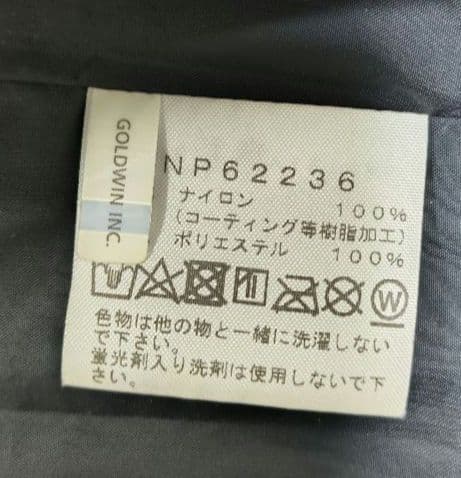 GOLDWIN INC.
NP62236
ナイロン 100%
(コーティング等樹脂加工)
ポリエステル 100%
W
色物は他の物と一緒に洗濯しない
で下さい。
蛍光剤入り洗剤は使用しないで下
さい。